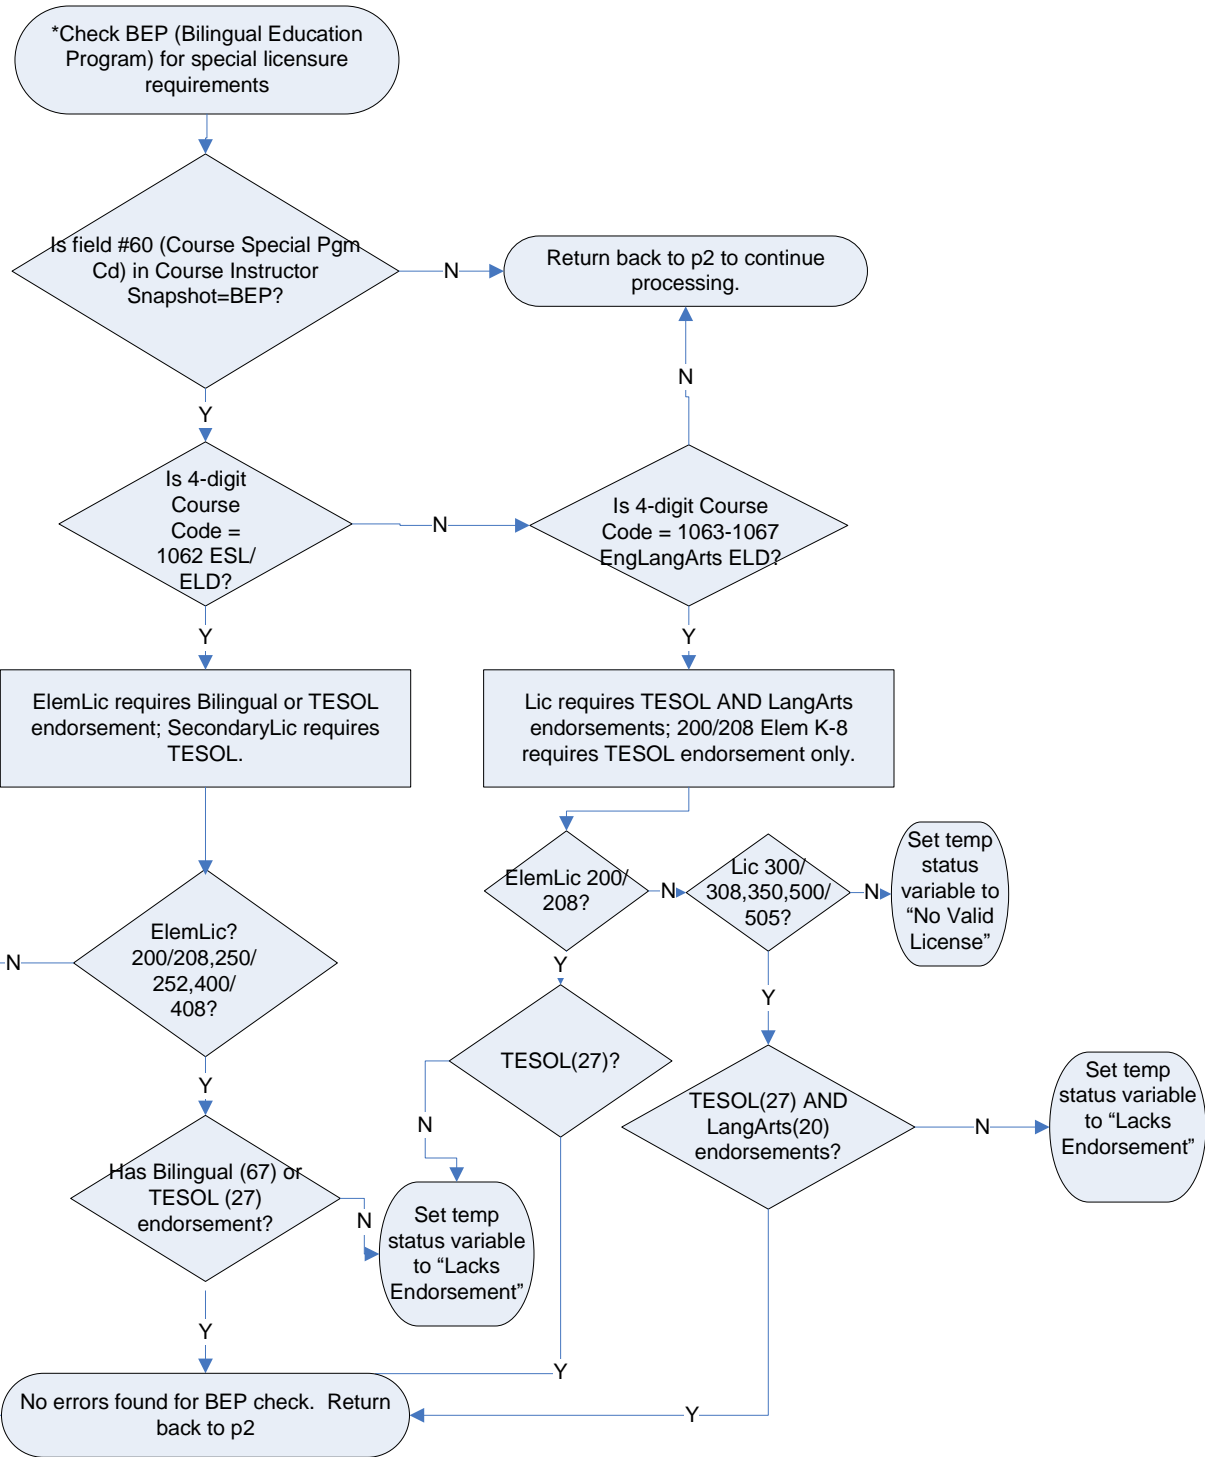 *Check BEP (Bilingual Education
Program) for special licensure
requirements
Is field #60 (Course Special Pgm
Cd) in Course Instructor
Snapshot=BEP?
N
Return back to p2 to continue
processing.
N
Y
Is 4-digit
Course
Code =
1062 ESL/
ELD?
N
Is 4-digit Course
Code = 1063-1067
EngLangArts ELD?
Y
Y
ElemLic requires Bilingual or TESOL
endorsement; SecondaryLic requires
TESOL.
Lic requires TESOL AND LangArts
endorsements; 200/208 Elem K-8
requires TESOL endorsement only.
ElemLic 200/
208?
N
Lic 300/
308,350,500/
505?
N
Set temp
status
variable to
“No Valid
License”
N
ElemLic?
200/208,250/
252,400/
408?
Y
Y
TESOL(27)?
Y
TESOL(27) AND
LangArts(20)
endorsements?
N
Set temp
status variable
to “Lacks
Endorsement”
N
Has Bilingual (67) or
TESOL (27)
endorsement?
N
Set temp
status variable
to “Lacks
Endorsement”
Y
Y
No errors found for BEP check.  Return
back to p2
Y